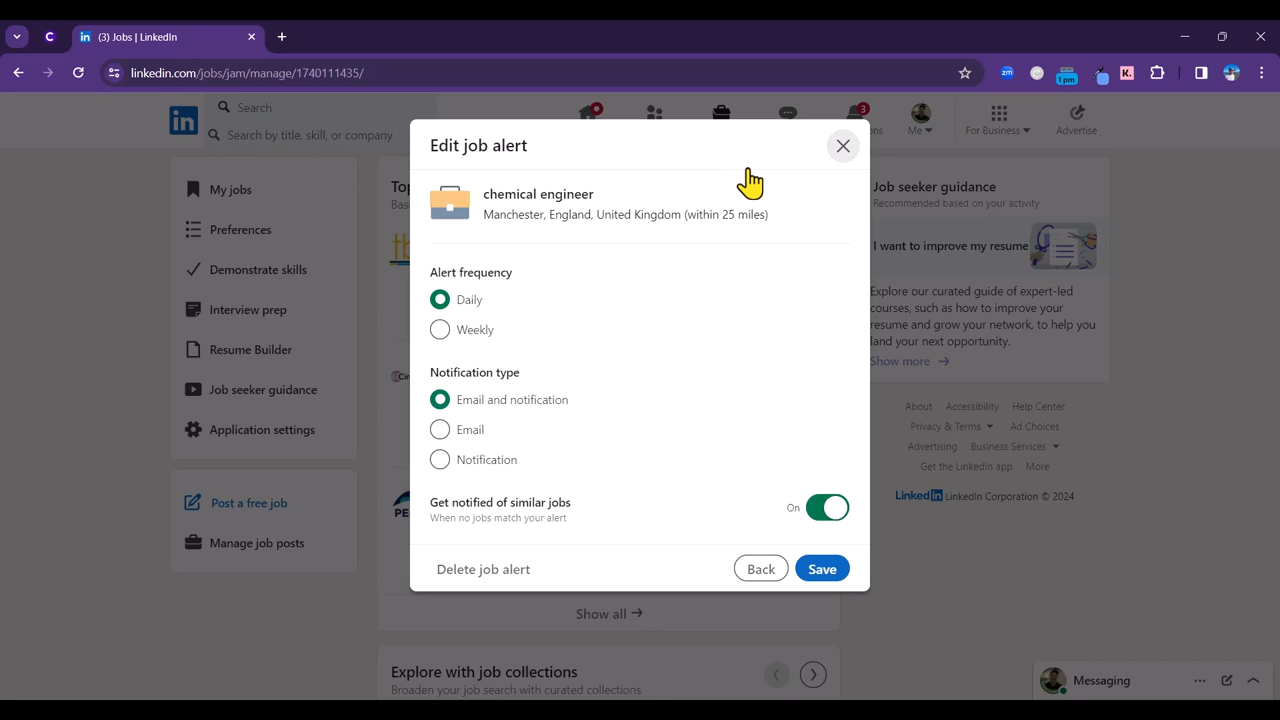 (3) Jobs | LinkedIn
linkedin.com/jobs/jam/manage/1740111435/
zm
1 pm
K
in
Search
Search by title, skill, or company
3
Me
For Business
Advertise
My jobs
Preferences
Demonstrate skills
Interview prep
Resume Builder
Job seeker guidance
Application settings
Post a free job
Manage job posts
Edit job alert
chemical engineer
Manchester, England, United Kingdom (within 25 miles)
Alert frequency
Daily
Weekly
Notification type
Email and notification
Email
Notification
Get notified of similar jobs
When no jobs match your alert
On
Delete job alert
Back
Save
Show all →
Explore with job collections
Broaden your job search with curated collections
Job seeker guidance
Recommended based on your activity
I want to improve my resume
Explore our curated guide of expert-led
courses, such as how to improve your
resume and grow your network, to help you
land your next opportunity.
Show more →
About Accessibility Help Center
Privacy & Terms Ad Choices
Advertising Business Services
Get the LinkedIn app More
LinkedIn LinkedIn Corporation © 2024
Messaging